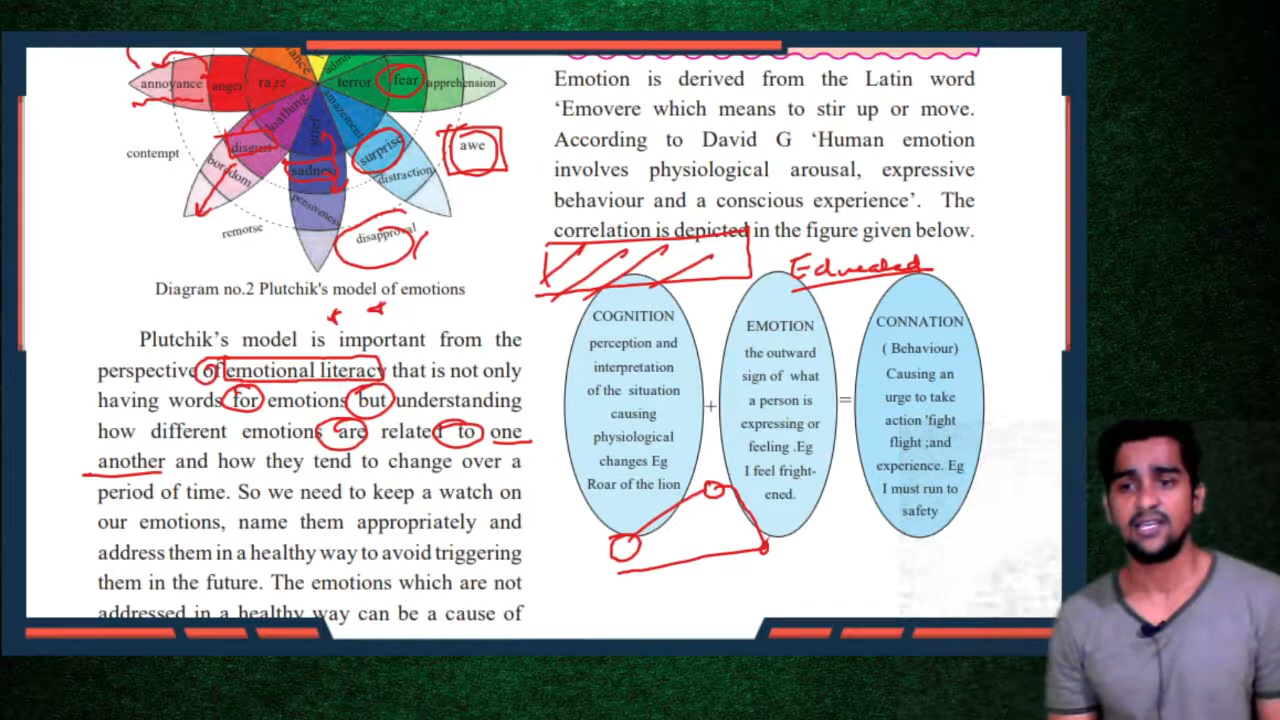 annoyance anger rage terror fear apprehension
loathing
amazement
grief
disgust
surprise
awe
contempt
boredom
sadness
distraction
pensiveness
remorse
disapproval
Diagram no.2 Plutchik's model of emotions
Plutchik's model is important from the
perspective of emotional literacy that is not only
having words for emotions but understanding
how different emotions are related to one
another and how they tend to change over a
period of time. So we need to keep a watch on
our emotions, name them appropriately and
address them in a healthy way to avoid triggering
them in the future. The emotions which are not
addressed in a healthy way can be a cause of
Emotion is derived from the Latin word
'Emovere which means to stir up or move.
According to David G 'Human emotion
involves physiological arousal, expressive
behaviour and a conscious experience'. The
correlation is depicted in the figure given below.
Educated
COGNITION
perception and
interpretation
of the situation
causing
physiological
changes Eg
Roar of the lion
+
EMOTION
the outward
sign of what
a person is
expressing or
feeling .Eg
I feel fright-
ened.
=
CONNATION
( Behaviour)
Causing an
urge to take
action 'fight
flight ;and
experience. Eg
I must run to
safety